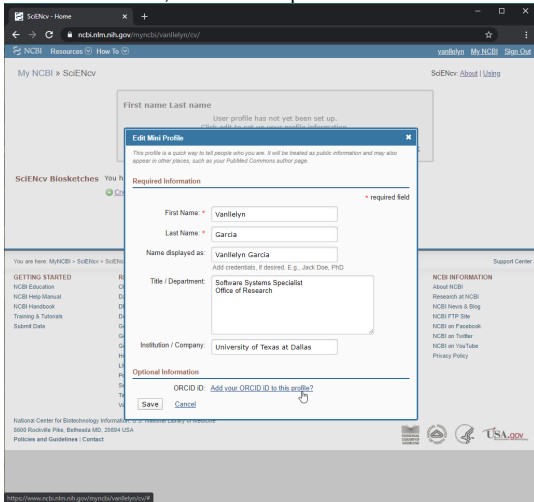 SciENcv - Home
ncbi.nlm.nih.gov/myncbi/vanllelyn/cv/
NCBI Resources How To vanllelyn My NCBI Sign Out
My NCBI » SciENcv SciENcv: About | Using
First name Last name
User profile has not yet been set up.
Edit Mini Profile
This profile is a quick way to tell people who you are. It will be treated as public information and may also
appear in other places, such as your PubMed Commons author page.
SciENcv Biosketches You h
Required Information
* required field
First Name: * Vanllelyn
Last Name: * Garcia
Name displayed as: Vanllelyn Garcia
Add credentials, if desired. E.g., Jack Doe, PhD
Title / Department: Software Systems Specialist
Office of Research
Institution / Company: University of Texas at Dallas
Optional Information
ORCID iD: Add your ORCID iD to this profile?
Save Cancel
You are here: MyNCBI > SciENcv > Support Center
GETTING STARTED
NCBI Education
NCBI Help Manual
NCBI Handbook
Training & Tutorials
Submit Data
NCBI INFORMATION
About NCBI
Research at NCBI
NCBI News & Blog
NCBI FTP Site
NCBI on Facebook
NCBI on Twitter
NCBI on YouTube
Privacy Policy
National Center for Biotechnology Information, U.S. National Library of Medicine
8600 Rockville Pike, Bethesda MD, 20894 USA
Policies and Guidelines | Contact
USA.gov
https://www.ncbi.nlm.nih.gov/myncbi/vanllelyn/cv/#